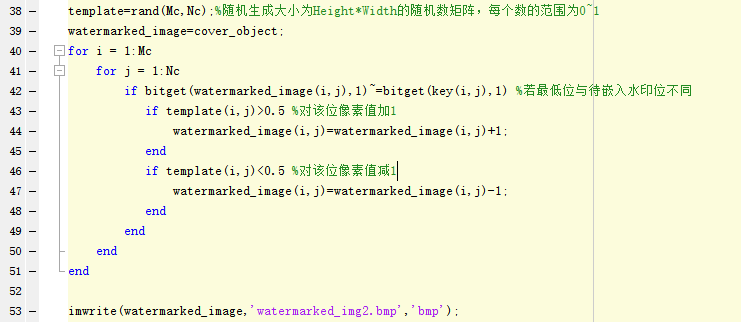 38 template=rand(Mc,Nc);%随机生成大小为Height*Width的随机数矩阵，每个数的范围为0~1
39 watermarked_image=cover_object;
40 for i = 1:Mc
41 for j = 1:Nc
42 if bitget(watermarked_image(i,j),1)~=bitget(key(i,j),1) %若最低位与待嵌入水印位不同
43 if template(i,j)>0.5 %对该位像素值加1
44 watermarked_image(i,j)=watermarked_image(i,j)+1;
45 end
46 if template(i,j)<0.5 %对该位像素值减1
47 watermarked_image(i,j)=watermarked_image(i,j)-1;
48 end
49 end
50 end
51 end
52
53 imwrite(watermarked_image,'watermarked_img2.bmp','bmp');